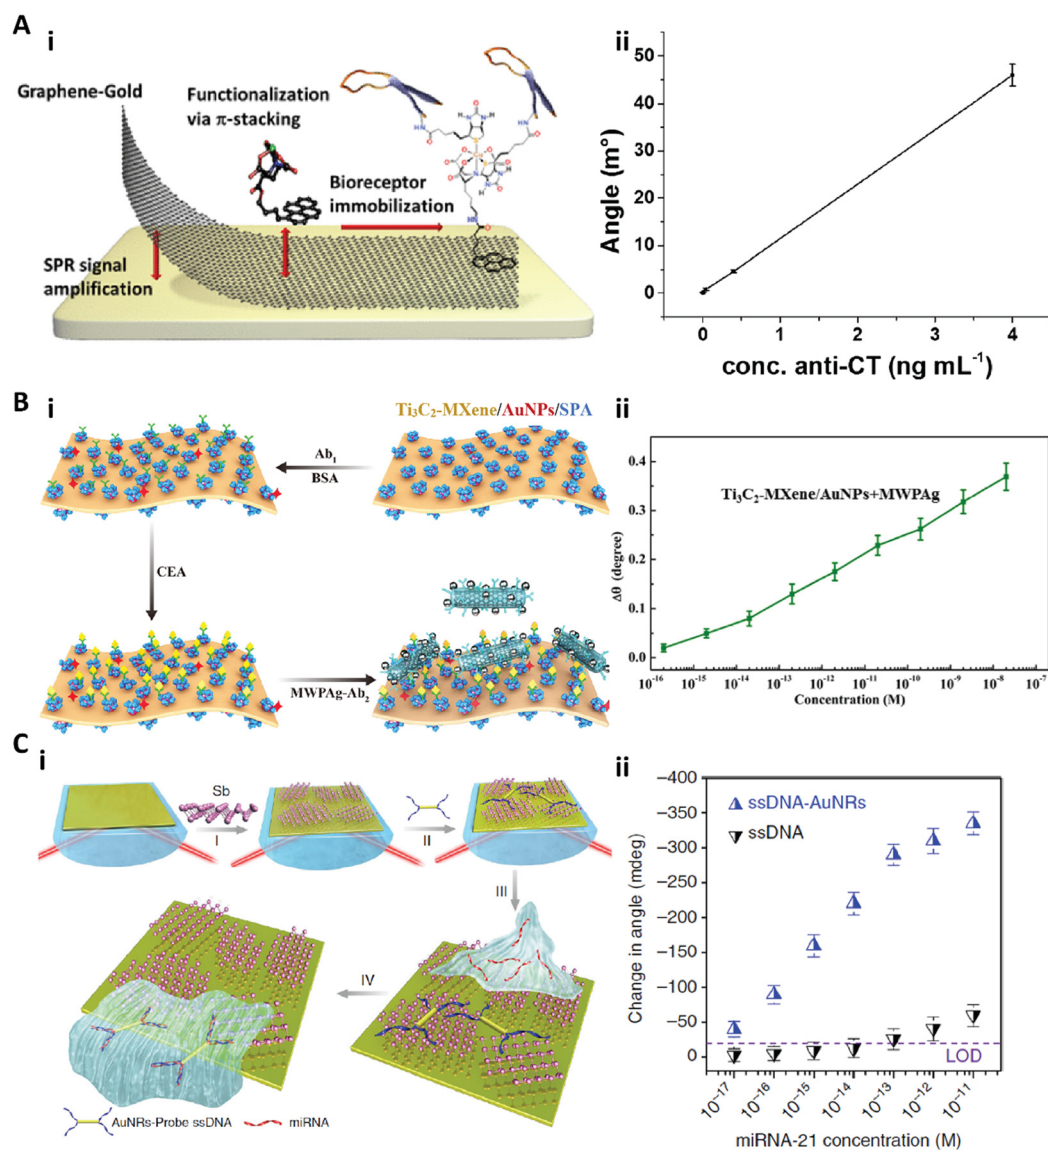 A
i
Graphene-Gold
Functionalization
via π-stacking
Bioreceptor
immobilization
SPR signal
amplification
ii
50
40
30
20
10
0
Angle (m°)
0
1
2
3
4
conc. anti-CT (ng mL⁻¹)
B
i
Ti₃C₂-MXene/AuNPs/SPA
Ab₁
BSA
CEA
MWPAg-Ab₂
ii
0.4
0.3
0.2
0.1
0.0
Δθ (degree)
Ti₃C₂-MXene/AuNPs+MWPAg
10⁻¹⁶ 10⁻¹⁵ 10⁻¹⁴ 10⁻¹³ 10⁻¹² 10⁻¹¹ 10⁻¹⁰ 10⁻⁹ 10⁻⁸ 10⁻⁷
Concentration (M)
C
i
Sb
I
II
III
IV
AuNRs-Probe ssDNA
miRNA
ii
−400
−350
−300
−250
−200
−150
−100
−50
0
Change in angle (mdeg)
ssDNA-AuNRs
ssDNA
LOD
10⁻¹⁷ 10⁻¹⁶ 10⁻¹⁵ 10⁻¹⁴ 10⁻¹³ 10⁻¹² 10⁻¹¹
miRNA-21 concentration (M)